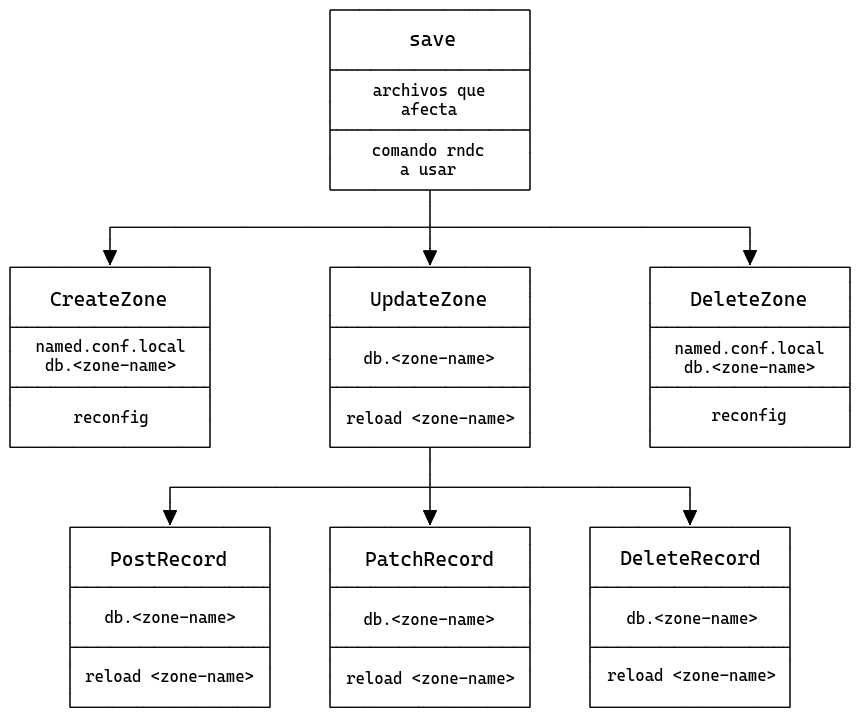 save
archivos que
afecta
comando rndc
a usar
CreateZone
named.conf.local
db.<zone-name>
reconfig
UpdateZone
db.<zone-name>
reload <zone-name>
DeleteZone
named.conf.local
db.<zone-name>
reconfig
PostRecord
db.<zone-name>
reload <zone-name>
PatchRecord
db.<zone-name>
reload <zone-name>
DeleteRecord
db.<zone-name>
reload <zone-name>